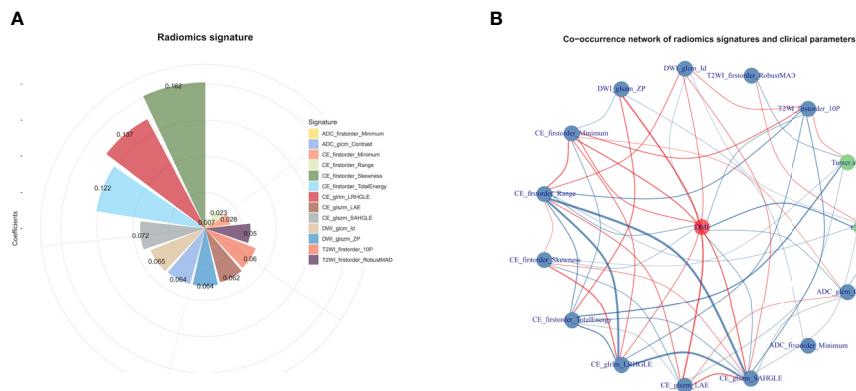 A
Radiomics signature
0.162
0.137
0.122
0.072
0.065
0.064
0.064
0.062
0.06
0.05
0.028
0.023
0.007
Coefficients
Signature
ADC_firstorder_Minimum
ADC_glcm_Contrast
CE_firstorder_Minimum
CE_firstorder_Range
CE_firstorder_Skewness
CE_firstorder_TotalEnergy
CE_glrlm_LRHGLE
CE_glszm_LAE
CE_glszm_SAHGLE
DWI_glcm_Id
DWI_glszm_ZP
T2WI_firstorder_10P
T2WI_firstorder_RobustMAD
B
Co-occurrence network of radiomics signatures and clinical parameters
DWI_glcm_Id
T2WI_firstorder_RobustMAD
DWI_glszm_ZP
T2WI_firstorder_10P
CE_firstorder_Minimum
Tumor.s
CE_firstorder_Range
DMI
C
CE_firstorder_Skewness
ADC_glcm_C
CE_firstorder_TotalEnergy
ADC_firstorder_Minimum
CE_glrlm_LRHGLE
CE_glszm_SAHGLE
CE_glszm_LAE